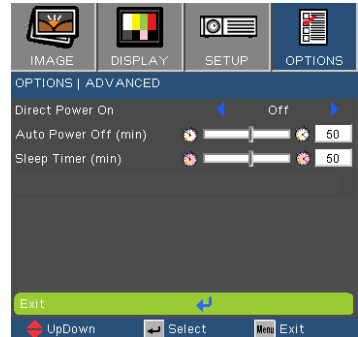 IMAGE DISPLAY SETUP OPTIONS
OPTIONS | ADVANCED
Direct Power On Off
Auto Power Off (min) 50
Sleep Timer (min) 50
Exit
UpDown Select Menu Exit